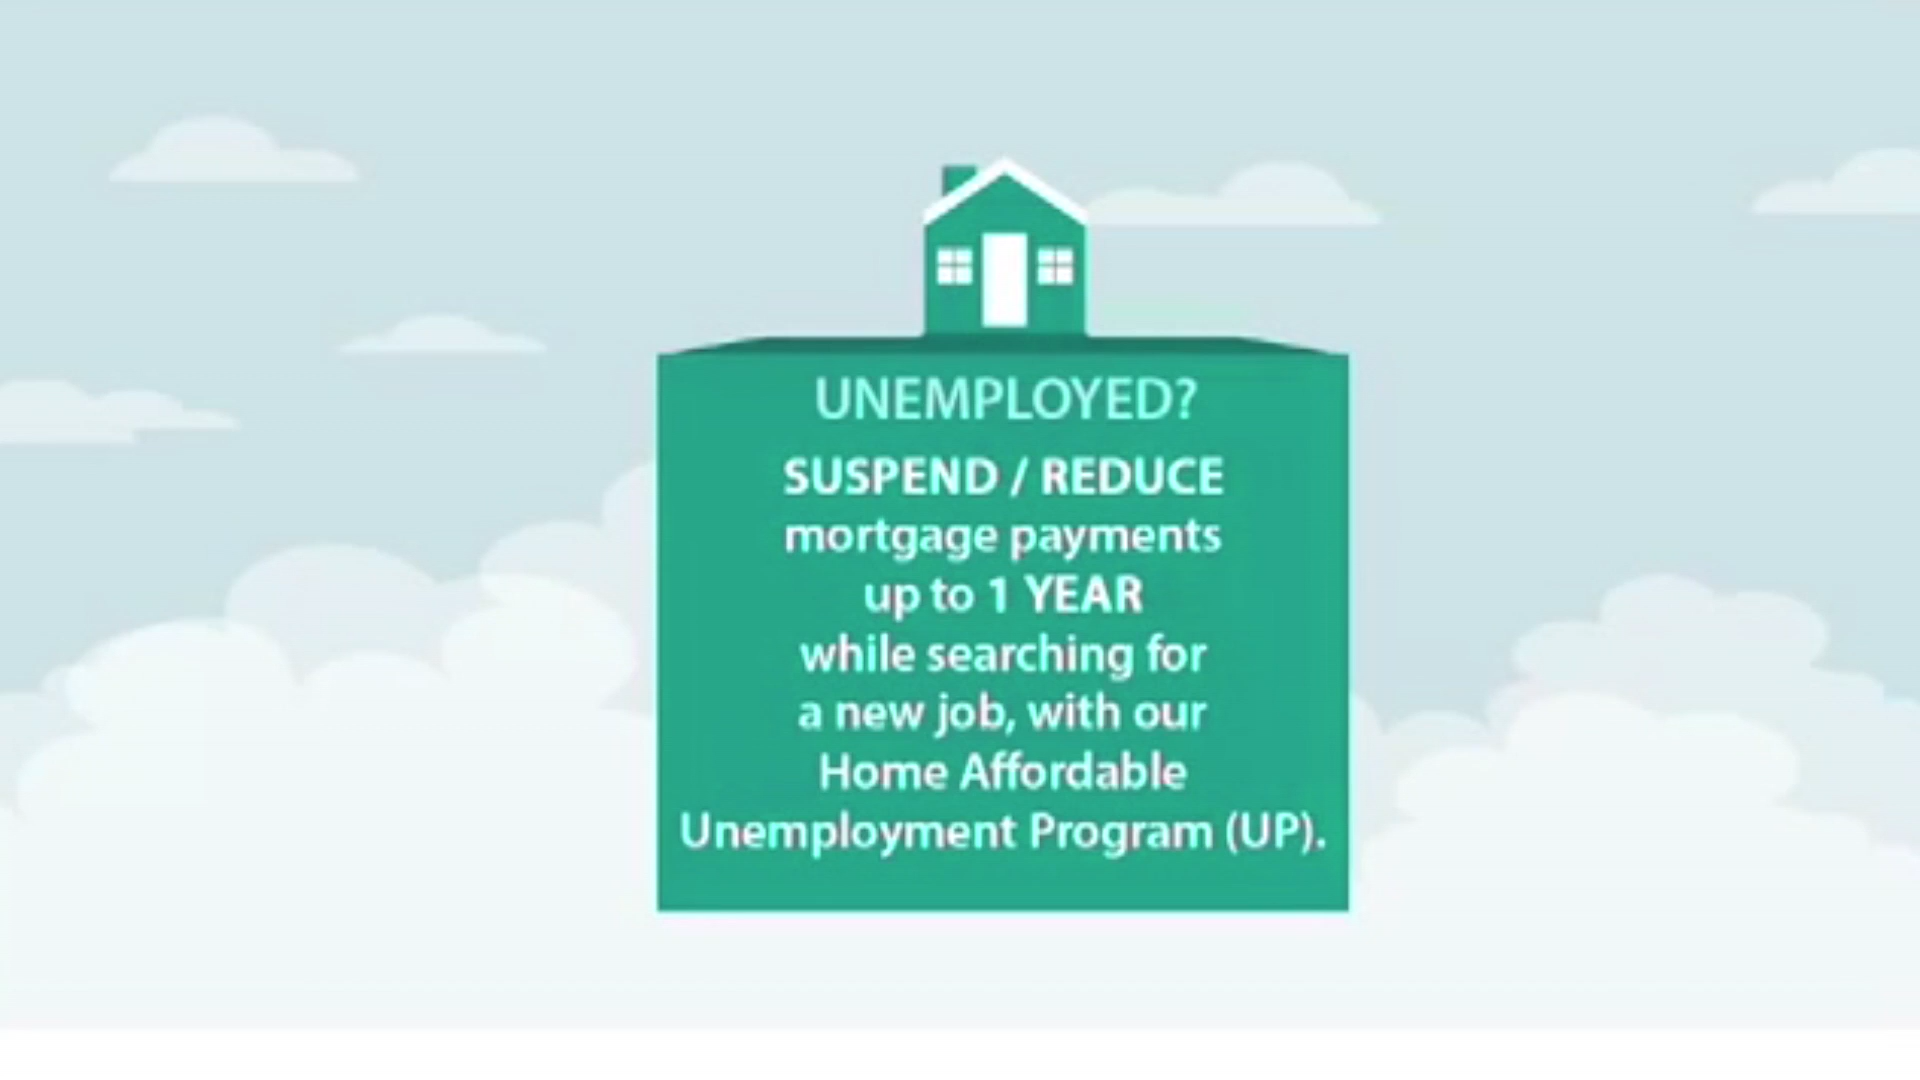 UNEMPLOYED?
SUSPEND / REDUCE
mortgage payments
up to 1 YEAR
while searching for
a new job, with our
Home Affordable
Unemployment Program (UP).